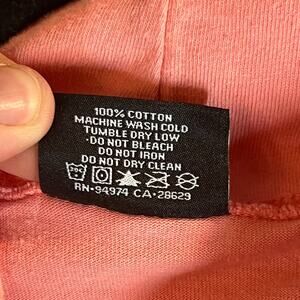 100% COTTON
MACHINE WASH COLD
TUMBLE DRY LOW
DO NOT BLEACH
DO NOT IRON
DO NOT DRY CLEAN
30C
RN•94974 CA•28629